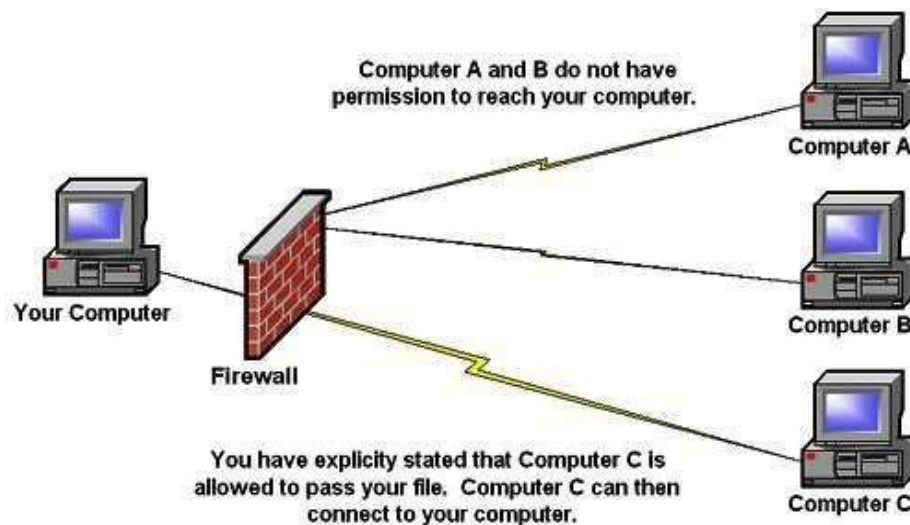 Computer A and B do not have
permission to reach your computer.
Computer A
Your Computer
Computer B
Firewall
You have explicity stated that Computer C is
allowed to pass your file. Computer C can then
connect to your computer.
Computer C